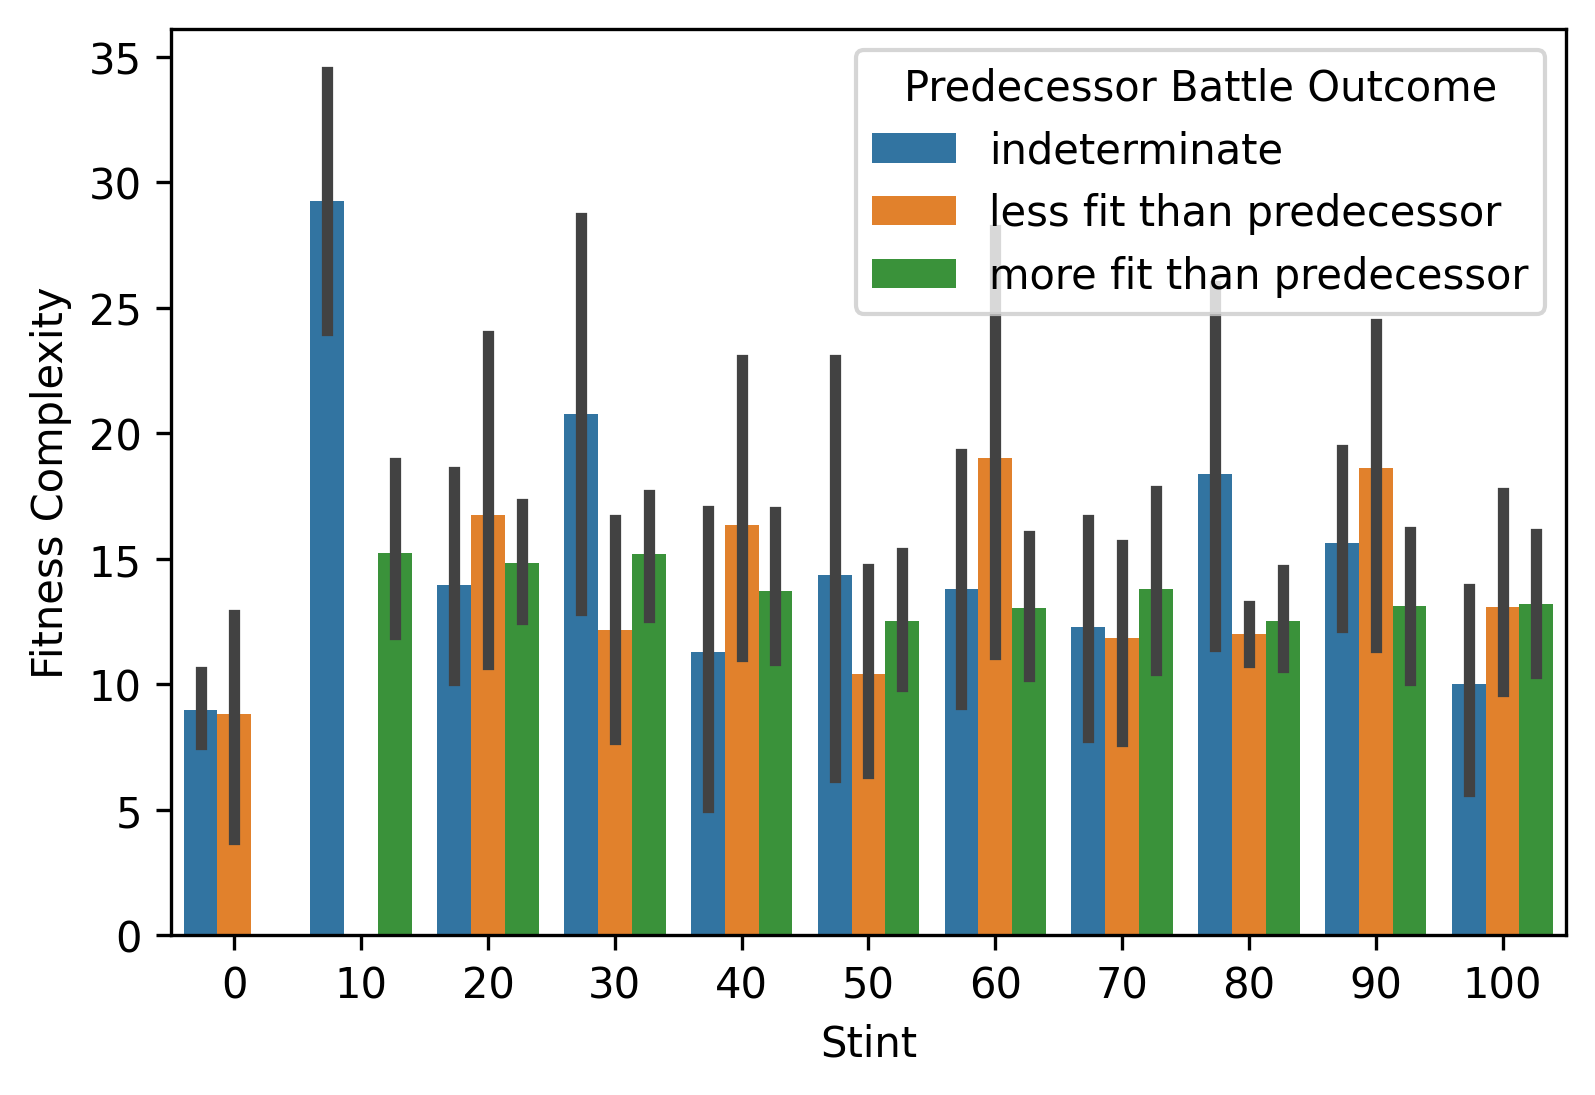 Predecessor Battle Outcome
indeterminate
less fit than predecessor
more fit than predecessor
Fitness Complexity
35
30
25
20
15
10
5
0
0 10 20 30 40 50 60 70 80 90 100
Stint